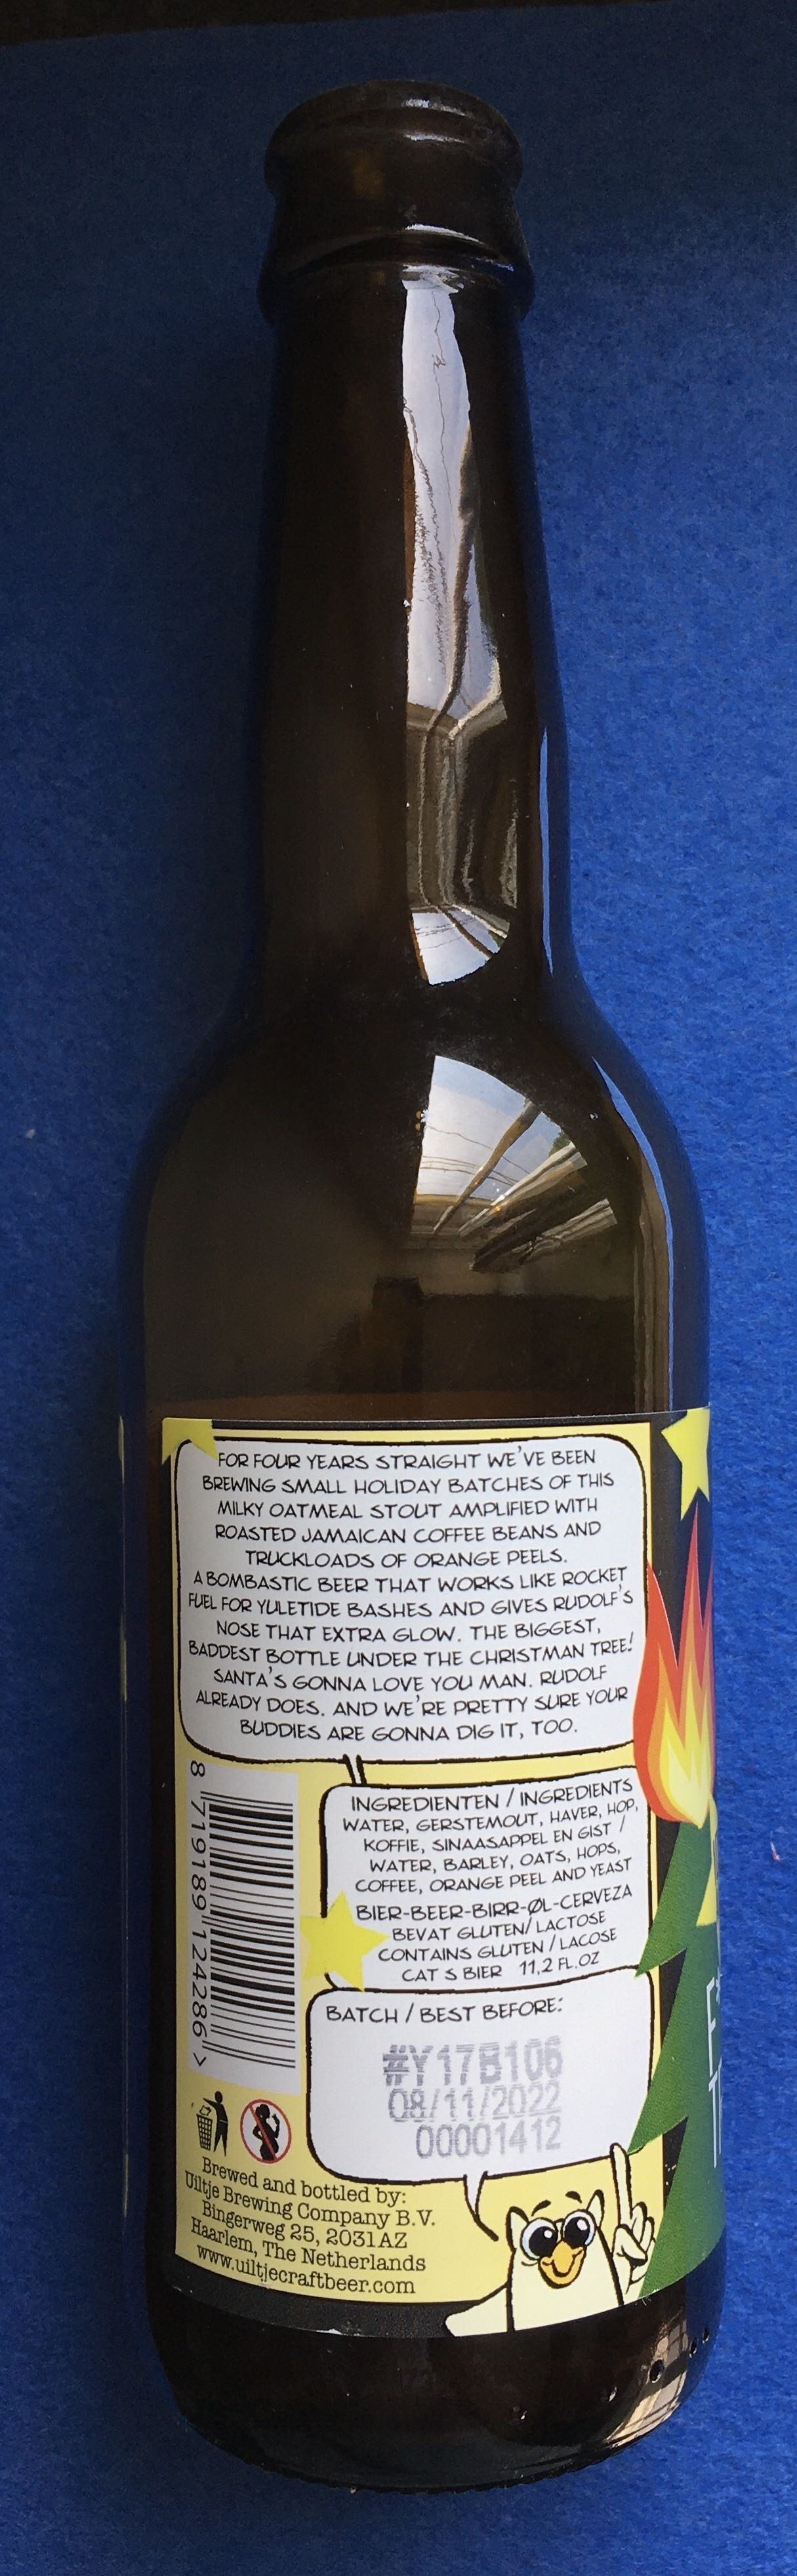 FOR FOUR YEARS STRAIGHT WE'VE BEEN
BREWING SMALL HOLIDAY BATCHES OF THIS
MILKY OATMEAL STOUT AMPLIFIED WITH
ROASTED JAMAICAN COFFEE BEANS AND
TRUCKLOADS OF ORANGE PEELS.
A BOMBASTIC BEER THAT WORKS LIKE ROCKET
FUEL FOR YULETIDE BASHES AND GIVES RUDOLF'S
NOSE THAT EXTRA GLOW. THE BIGGEST,
BADDEST BOTTLE UNDER THE CHRISTMAN TREE!
SANTA'S GONNA LOVE YOU MAN. RUDOLF
ALREADY DOES. AND WE'RE PRETTY SURE YOUR
BUDDIES ARE GONNA DIG IT, TOO.
8 719189 124286 >
INGREDIENTEN / INGREDIENTS
WATER, GERSTEMOUT, HAVER, HOP,
KOFFIE, SINAASAPPEL EN GIST /
WATER, BARLEY, OATS, HOPS,
COFFEE, ORANGE PEEL AND YEAST
BIER-BEER-BIRR-ØL-CERVEZA
BEVAT GLUTEN/ LACTOSE
CONTAINS GLUTEN / LACOSE
CAT S BIER 11,2 FL.OZ
BATCH / BEST BEFORE:
#Y17B106
08/11/2022
00001412
Brewed and bottled by:
Uiltje Brewing Company B.V.
Bingerweg 25, 2031AZ
Haarlem, The Netherlands
www.uiltjecraftbeer.com